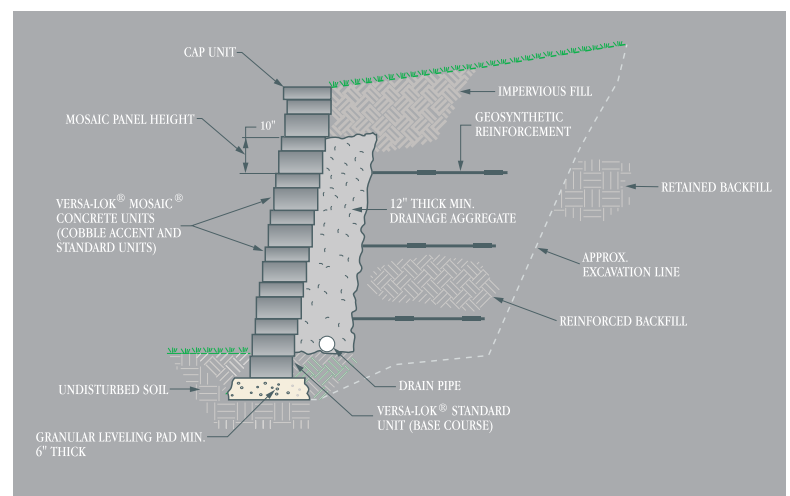 CAP UNIT
IMPERVIOUS FILL
MOSAIC PANEL HEIGHT
10"
GEOSYNTHETIC
REINFORCEMENT
RETAINED BACKFILL
VERSA-LOK® MOSAIC®
CONCRETE UNITS
(COBBLE ACCENT AND
STANDARD UNITS)
12" THICK MIN.
DRAINAGE AGGREGATE
APPROX.
EXCAVATION LINE
REINFORCED BACKFILL
UNDISTURBED SOIL
DRAIN PIPE
VERSA-LOK® STANDARD
UNIT (BASE COURSE)
GRANULAR LEVELING PAD MIN.
6" THICK